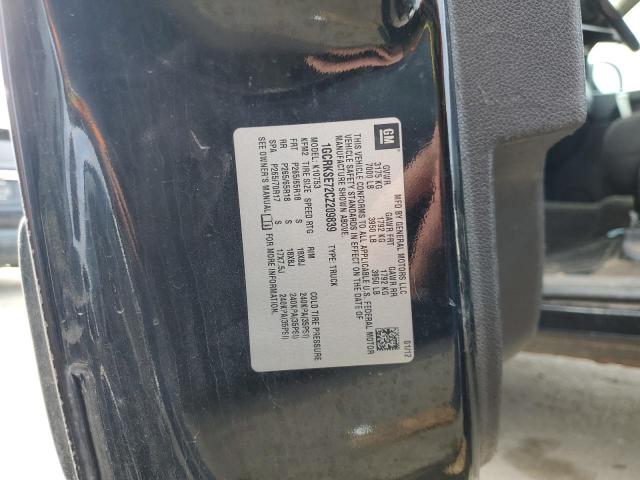 GM
MFD BY GENERAL MOTORS LLC
01/12
GVWR
GAWR FRT
GAWR RR
3175 KG
1792 KG
1792 KG
7000 LB
3950 LB
3950 LB
THIS VEHICLE CONFORMS TO ALL APPLICABLE U.S. FEDERAL MOTOR
VEHICLE SAFETY STANDARDS IN EFFECT ON THE DATE OF
MANUFACTURE SHOWN ABOVE.
1GCRKSE72CZ209839
TYPE: TRUCK
MODEL: K10753
KFM2 TIRE SIZE SPEED RTG RIM COLD TIRE PRESSURE
FRT P265/65R18 S 18X8J 240KPA(35PSI)
RR P265/65R18 S 18X8J 240KPA(35PSI)
SPA P265/70R17 S 17X7.5J 240KPA(35PSI)
SEE OWNER'S MANUAL FOR MORE INFORMATION.